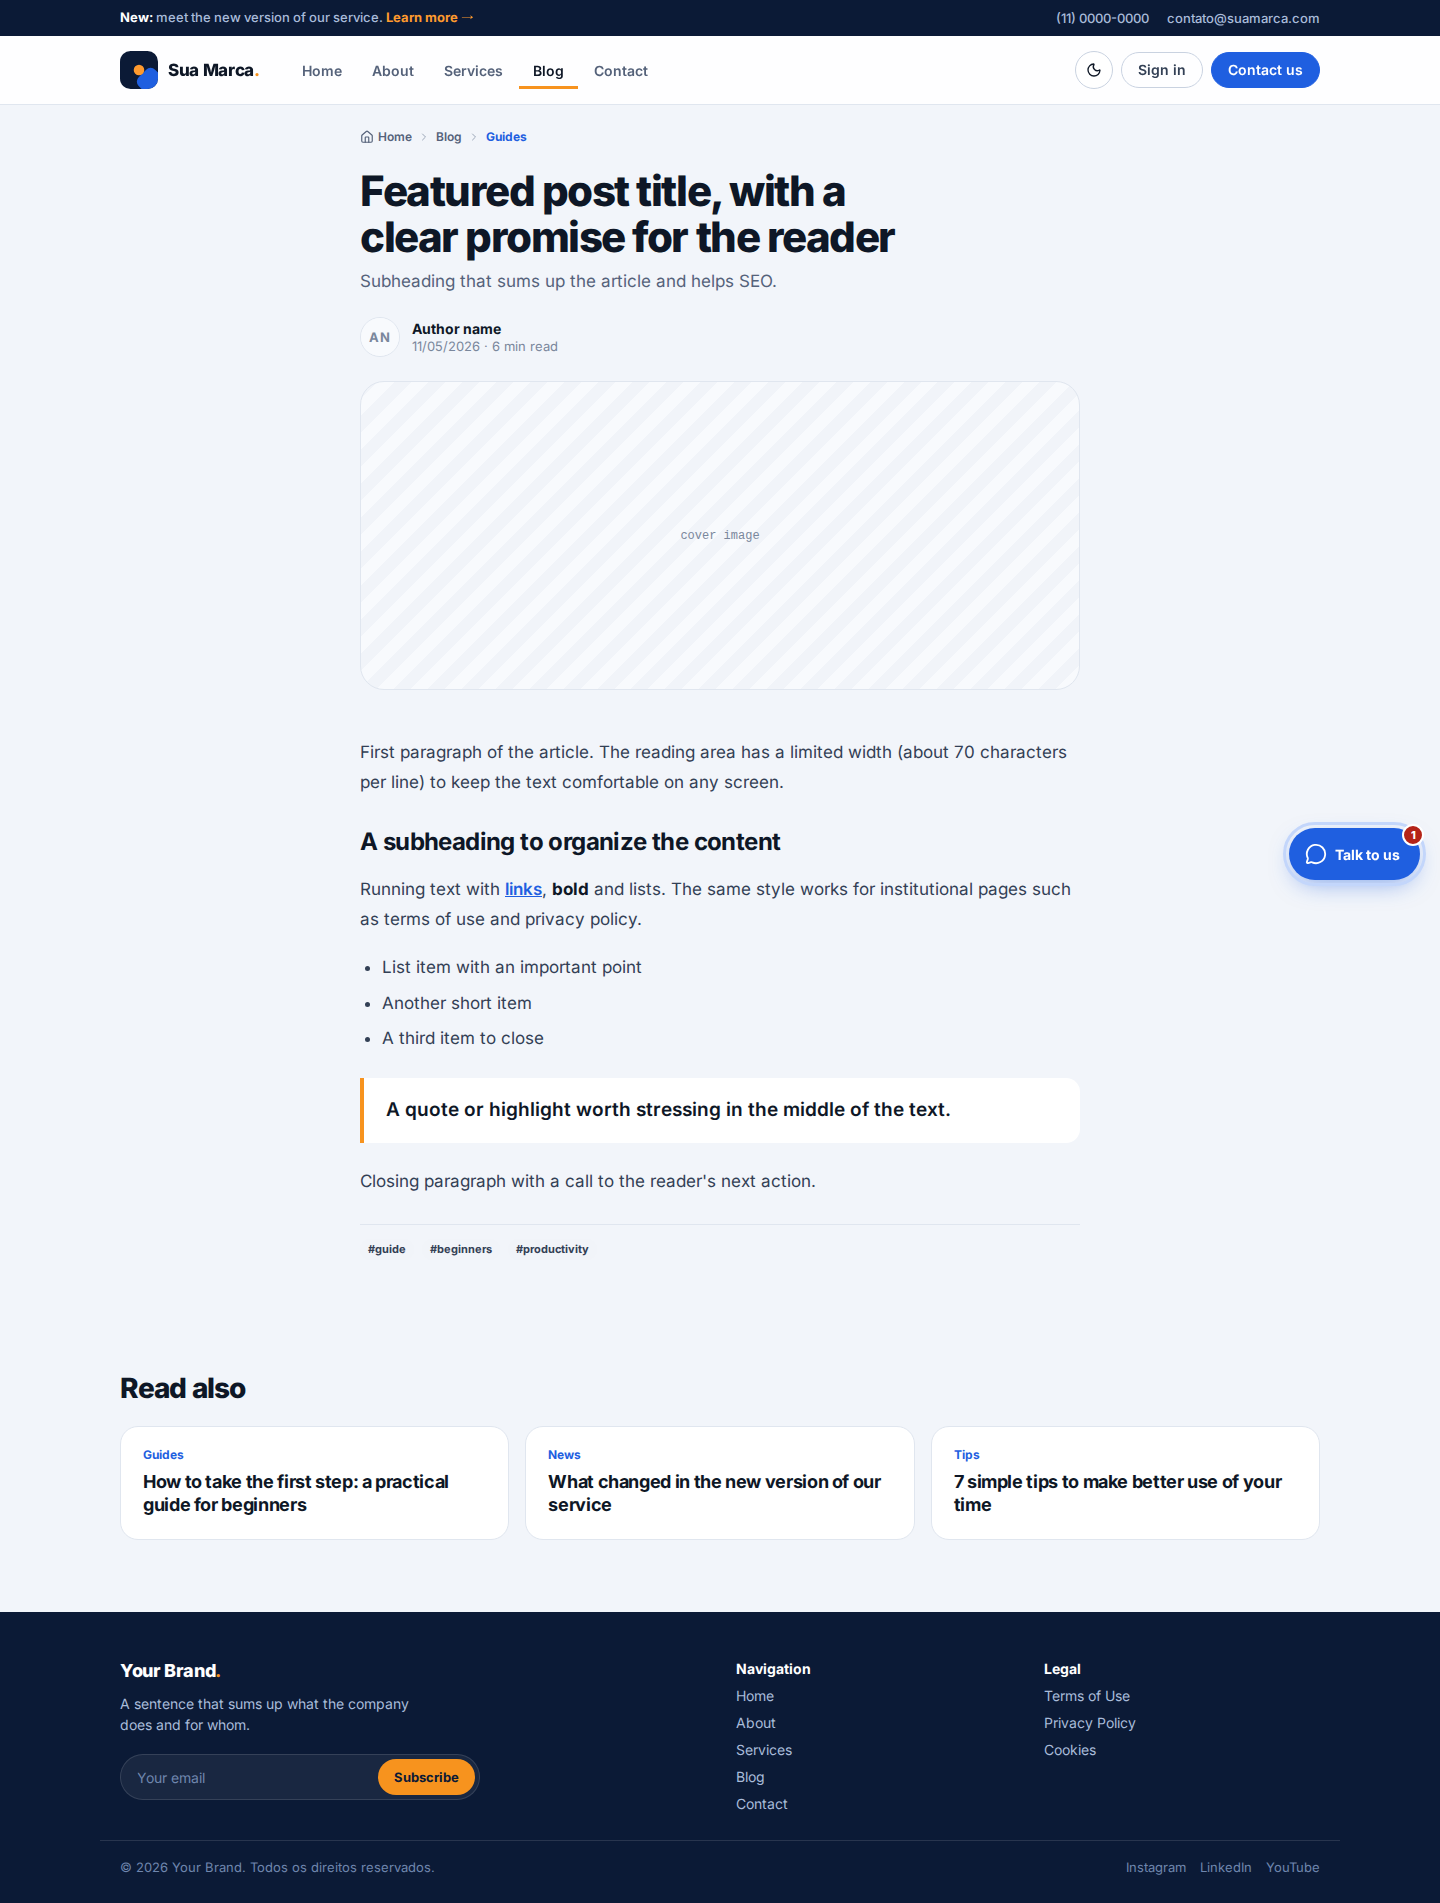 New: meet the new version of our service. Learn more →
(11) 0000-0000 contato@suamarca.com
Sua Marca. Home About Services Blog Contact Sign in Contact us
Home > Blog > Guides
Featured post title, with a
clear promise for the reader
Subheading that sums up the article and helps SEO.
AN
Author name
11/05/2026 · 6 min read
cover image
First paragraph of the article. The reading area has a limited width (about 70 characters
per line) to keep the text comfortable on any screen.
A subheading to organize the content
Running text with links, bold and lists. The same style works for institutional pages such
as terms of use and privacy policy.
• List item with an important point
• Another short item
• A third item to close
A quote or highlight worth stressing in the middle of the text.
Closing paragraph with a call to the reader's next action.
#guide #beginners #productivity
1
Talk to us
Read also
Guides
How to take the first step: a practical
guide for beginners
News
What changed in the new version of our
service
Tips
7 simple tips to make better use of your
time
Your Brand.
A sentence that sums up what the company
does and for whom.
Your email Subscribe
Navigation
Home
About
Services
Blog
Contact
Legal
Terms of Use
Privacy Policy
Cookies
© 2026 Your Brand. Todos os direitos reservados.
Instagram LinkedIn YouTube